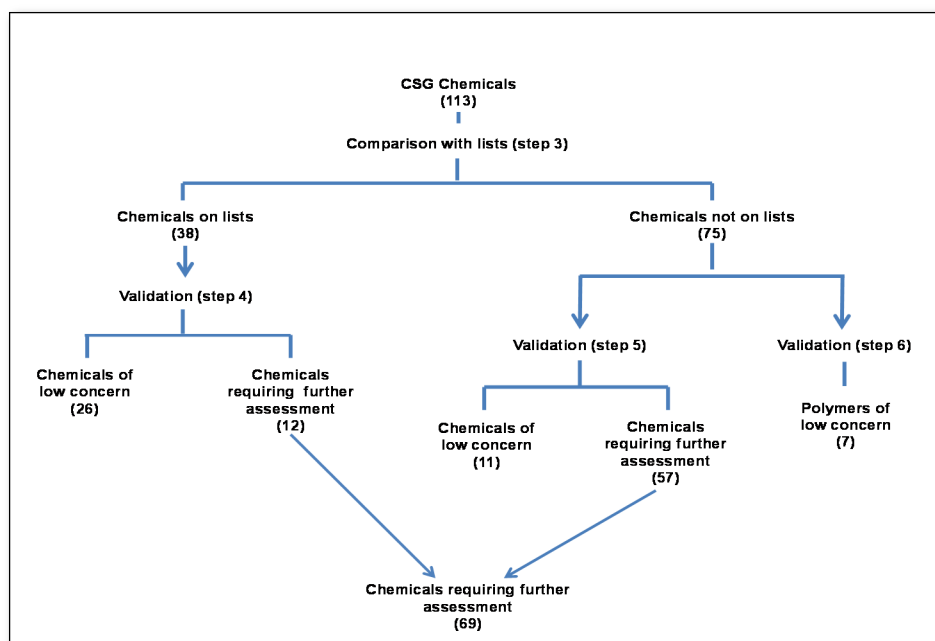 CSG Chemicals
(113)
Comparison with lists (step 3)
Chemicals on lists
(38)
Chemicals not on lists
(75)
Validation (step 4)
Validation (step 5)
Validation (step 6)
Chemicals of
low concern
(26)
Chemicals
requiring further
assessment
(12)
Chemicals of
low concern
(11)
Chemicals
requiring further
assessment
(57)
Polymers of
low concern
(7)
Chemicals requiring further
assessment
(69)